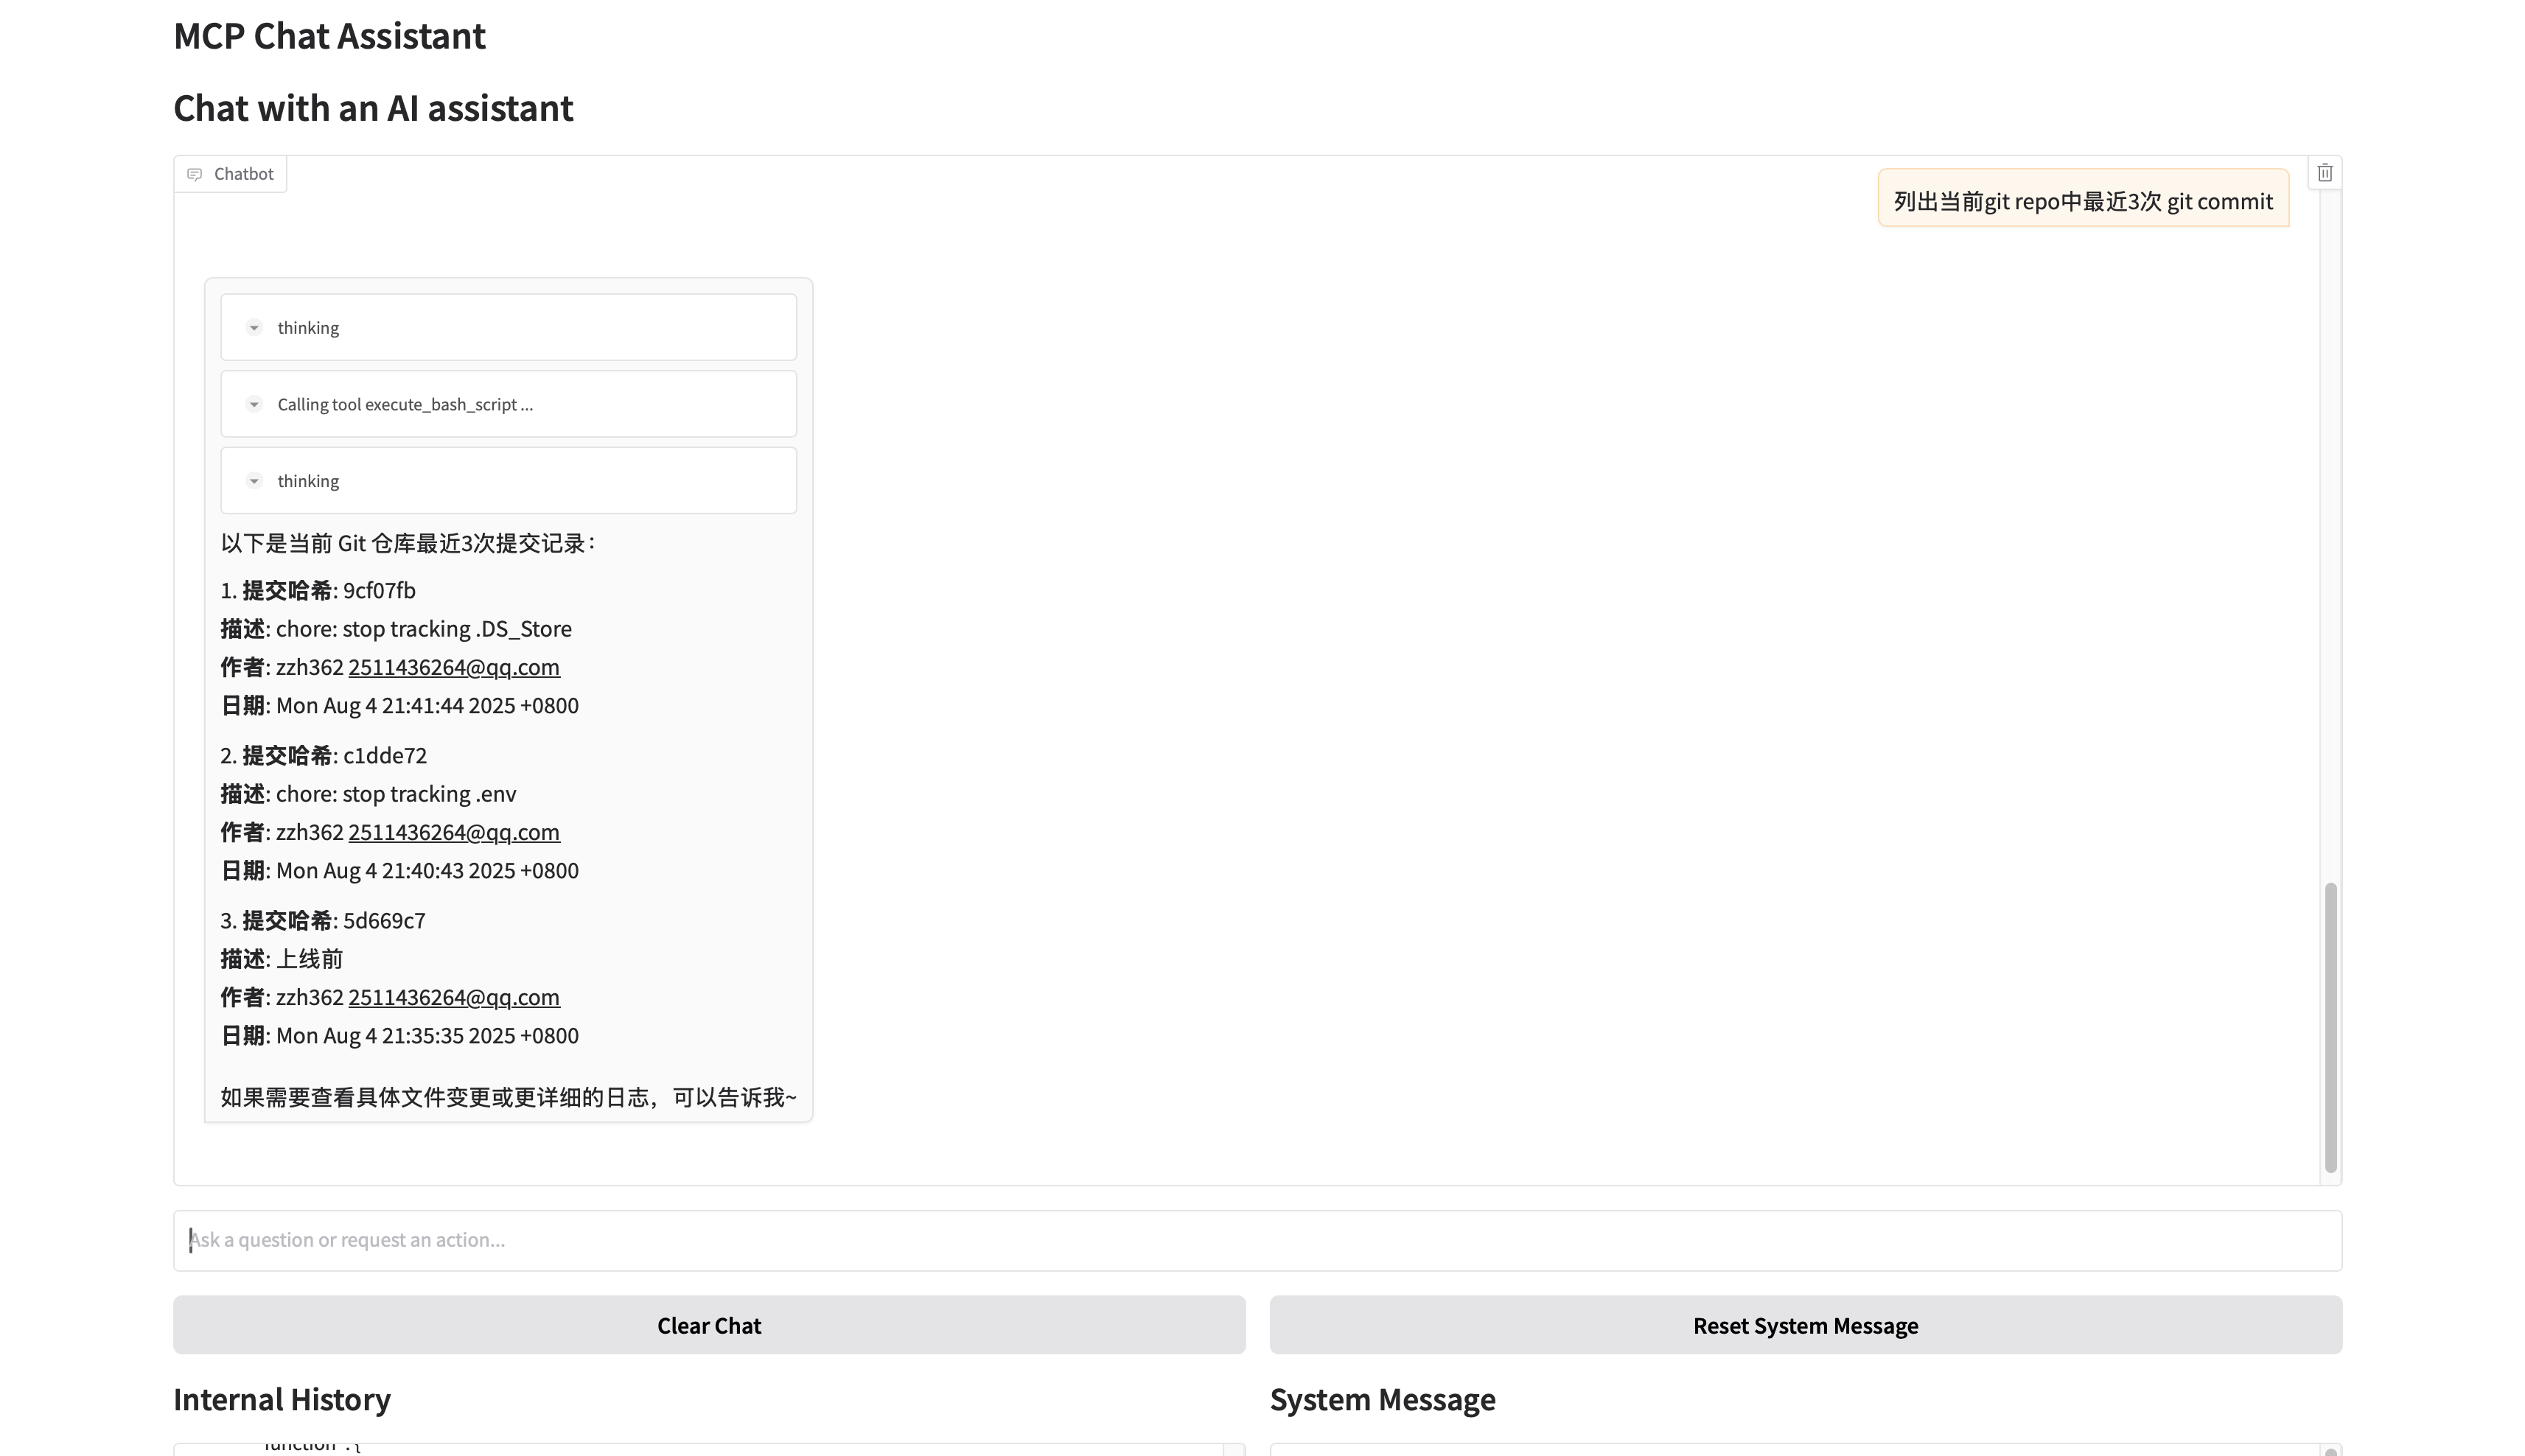 MCP Chat Assistant
Chat with an AI assistant
Chatbot
列出当前git repo中最近3次 git commit
thinking
Calling tool execute_bash_script ...
thinking
以下是当前 Git 仓库最近3次提交记录：
1. 提交哈希: 9cf07fb
描述: chore: stop tracking .DS_Store
作者: zzh362 2511436264@qq.com
日期: Mon Aug 4 21:41:44 2025 +0800
2. 提交哈希: c1dde72
描述: chore: stop tracking .env
作者: zzh362 2511436264@qq.com
日期: Mon Aug 4 21:40:43 2025 +0800
3. 提交哈希: 5d669c7
描述: 上线前
作者: zzh362 2511436264@qq.com
日期: Mon Aug 4 21:35:35 2025 +0800
如果需要查看具体文件变更或更详细的日志，可以告诉我~
Ask a question or request an action...
Clear Chat
Reset System Message
Internal History
System Message